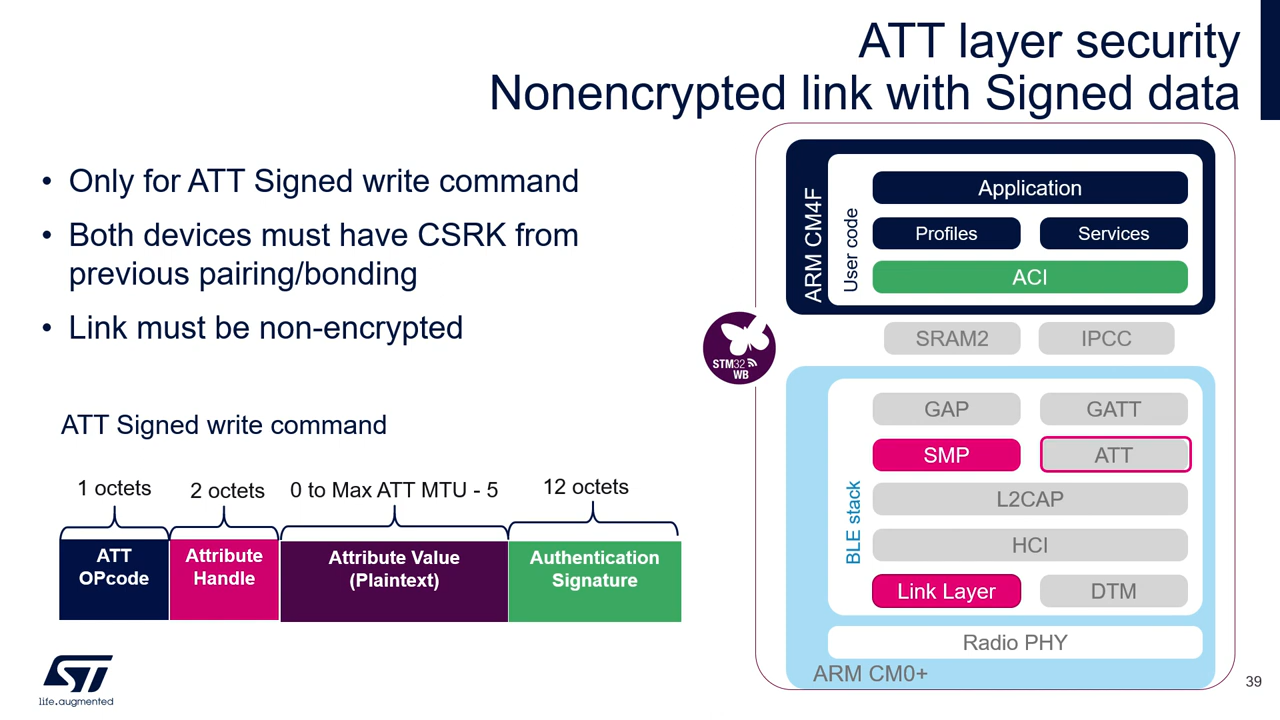 ATT layer security
Nonencrypted link with Signed data
• Only for ATT Signed write command
• Both devices must have CSRK from
previous pairing/bonding
• Link must be non-encrypted
ATT Signed write command
1 octets
2 octets
0 to Max ATT MTU - 5
12 octets
ATT
OPcode
Attribute
Handle
Attribute Value
(Plaintext)
Authentication
Signature
STM32
WB
ARM CM4F
User code
Application
Profiles
Services
ACI
SRAM2
IPCC
BLE stack
GAP
GATT
SMP
ATT
L2CAP
HCI
Link Layer
DTM
Radio PHY
ARM CM0+
ST
life.augmented
39